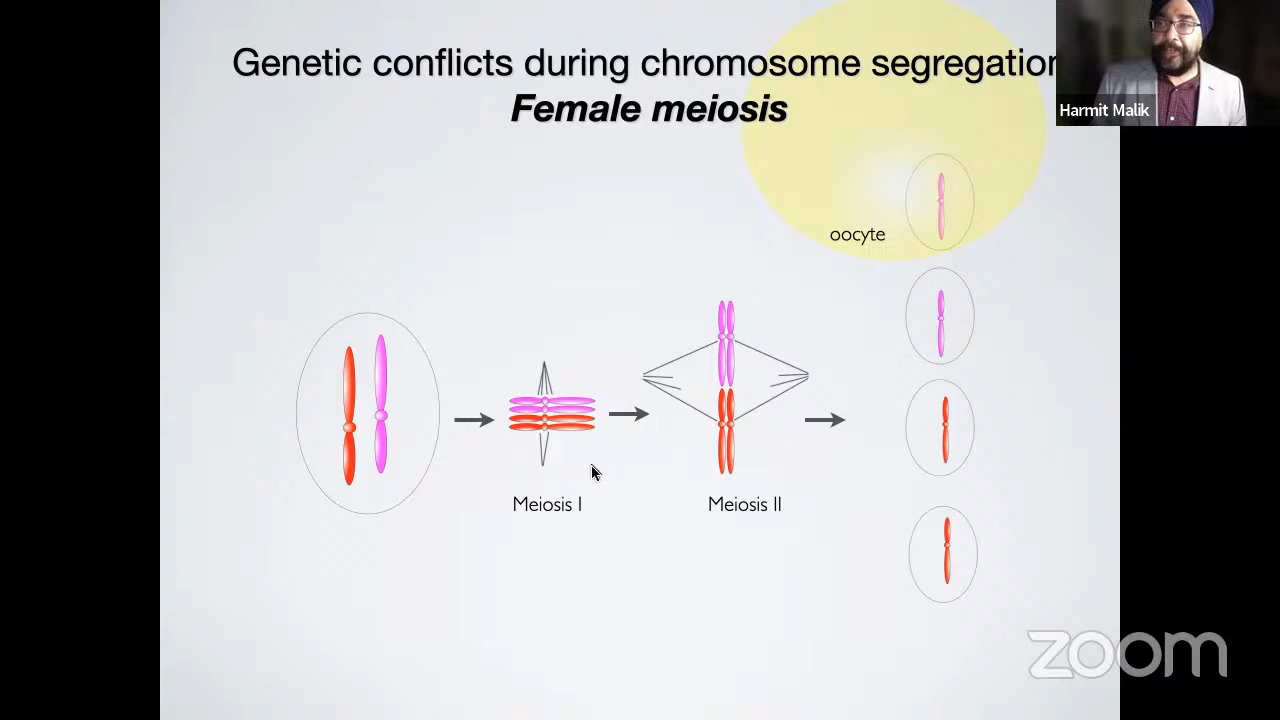 Genetic conflicts during chromosome segregation
Female meiosis
Harmit Malik
oocyte
Meiosis I
Meiosis II
zoom